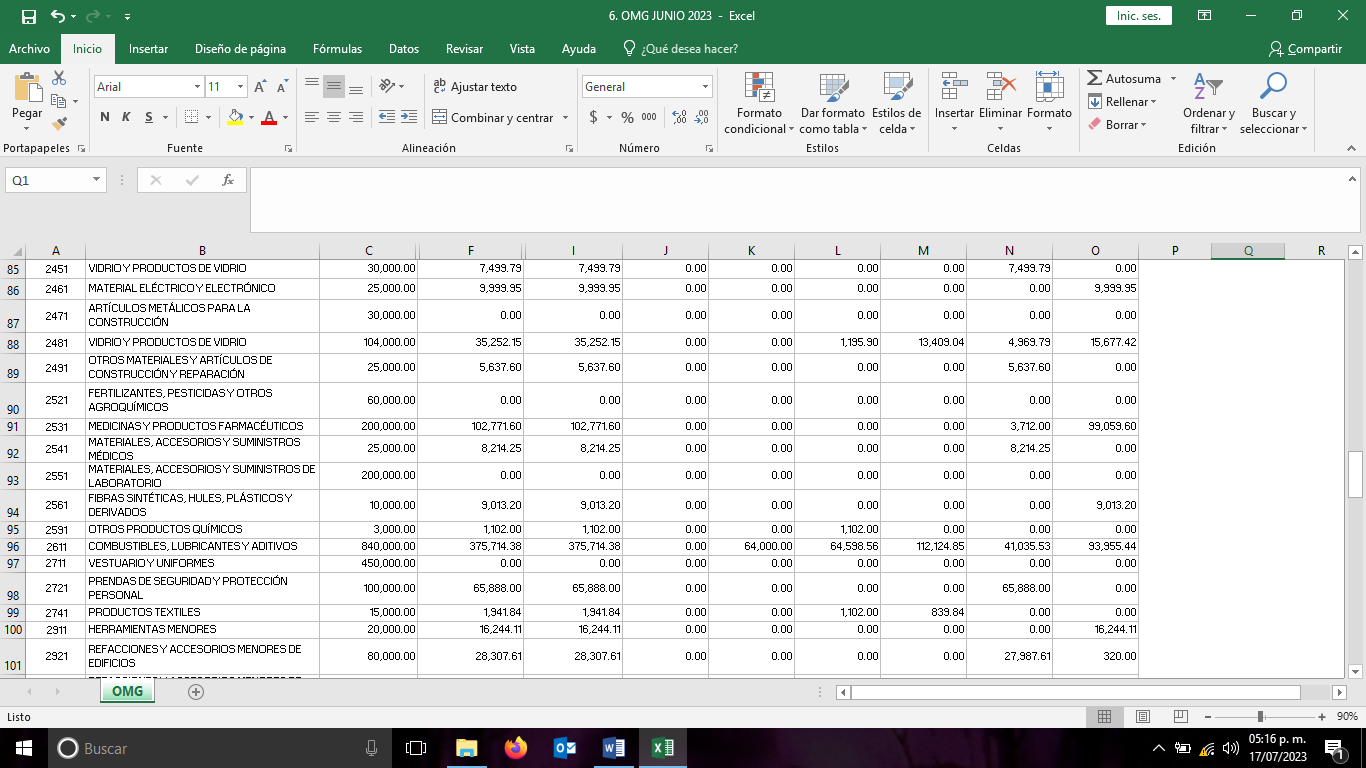 6. OMG JUNIO 2023 - Excel
Inic. ses.
Archivo Inicio Insertar Diseño de página Fórmulas Datos Revisar Vista Ayuda ¿Qué desea hacer? Compartir
Pegar
Arial 11
N K S
Ajustar texto
Combinar y centrar
General
$ % 000
Formato condicional
Dar formato como tabla
Estilos de celda
Insertar Eliminar Formato
Autosuma
Rellenar
Borrar
Ordenar y filtrar
Buscar y seleccionar
Portapapeles Fuente Alineación Número Estilos Celdas Edición
Q1
fx
A B C F I J K L M N O P Q R
85 2451 VIDRIO Y PRODUCTOS DE VIDRIO 30,000.00 7,499.79 7,499.79 0.00 0.00 0.00 0.00 7,499.79 0.00
86 2461 MATERIAL ELÉCTRICO Y ELECTRÓNICO 25,000.00 9,999.95 9,999.95 0.00 0.00 0.00 0.00 0.00 9,999.95
87 2471 ARTÍCULOS METÁLICOS PARA LA CONSTRUCCIÓN 30,000.00 0.00 0.00 0.00 0.00 0.00 0.00 0.00 0.00
88 2481 VIDRIO Y PRODUCTOS DE VIDRIO 104,000.00 35,252.15 35,252.15 0.00 0.00 1,195.90 13,409.04 4,969.79 15,677.42
89 2491 OTROS MATERIALES Y ARTÍCULOS DE CONSTRUCCIÓN Y REPARACIÓN 25,000.00 5,637.60 5,637.60 0.00 0.00 0.00 0.00 5,637.60 0.00
90 2521 FERTILIZANTES, PESTICIDAS Y OTROS AGROQUÍMICOS 60,000.00 0.00 0.00 0.00 0.00 0.00 0.00 0.00 0.00
91 2531 MEDICINAS Y PRODUCTOS FARMACÉUTICOS 200,000.00 102,771.60 102,771.60 0.00 0.00 0.00 0.00 3,712.00 99,059.60
92 2541 MATERIALES, ACCESORIOS Y SUMINISTROS MÉDICOS 25,000.00 8,214.25 8,214.25 0.00 0.00 0.00 0.00 8,214.25 0.00
93 2551 MATERIALES, ACCESORIOS Y SUMINISTROS DE LABORATORIO 200,000.00 0.00 0.00 0.00 0.00 0.00 0.00 0.00 0.00
94 2561 FIBRAS SINTÉTICAS, HULES, PLÁSTICOS Y DERIVADOS 10,000.00 9,013.20 9,013.20 0.00 0.00 0.00 0.00 0.00 9,013.20
95 2591 OTROS PRODUCTOS QUÍMICOS 3,000.00 1,102.00 1,102.00 0.00 0.00 1,102.00 0.00 0.00 0.00
96 2611 COMBUSTIBLES, LUBRICANTES Y ADITIVOS 840,000.00 375,714.38 375,714.38 0.00 64,000.00 64,598.56 112,124.85 41,035.53 93,955.44
97 2711 VESTUARIO Y UNIFORMES 450,000.00 0.00 0.00 0.00 0.00 0.00 0.00 0.00 0.00
98 2721 PRENDAS DE SEGURIDAD Y PROTECCIÓN PERSONAL 100,000.00 65,888.00 65,888.00 0.00 0.00 0.00 0.00 65,888.00 0.00
99 2741 PRODUCTOS TEXTILES 15,000.00 1,941.84 1,941.84 0.00 0.00 1,102.00 839.84 0.00 0.00
100 2911 HERRAMIENTAS MENORES 20,000.00 16,244.11 16,244.11 0.00 0.00 0.00 0.00 0.00 16,244.11
101 2921 REFACCIONES Y ACCESORIOS MENORES DE EDIFICIOS 80,000.00 28,307.61 28,307.61 0.00 0.00 0.00 0.00 27,987.61 320.00
OMG
Listo
90%
Buscar
05:16 p. m.
17/07/2023
1